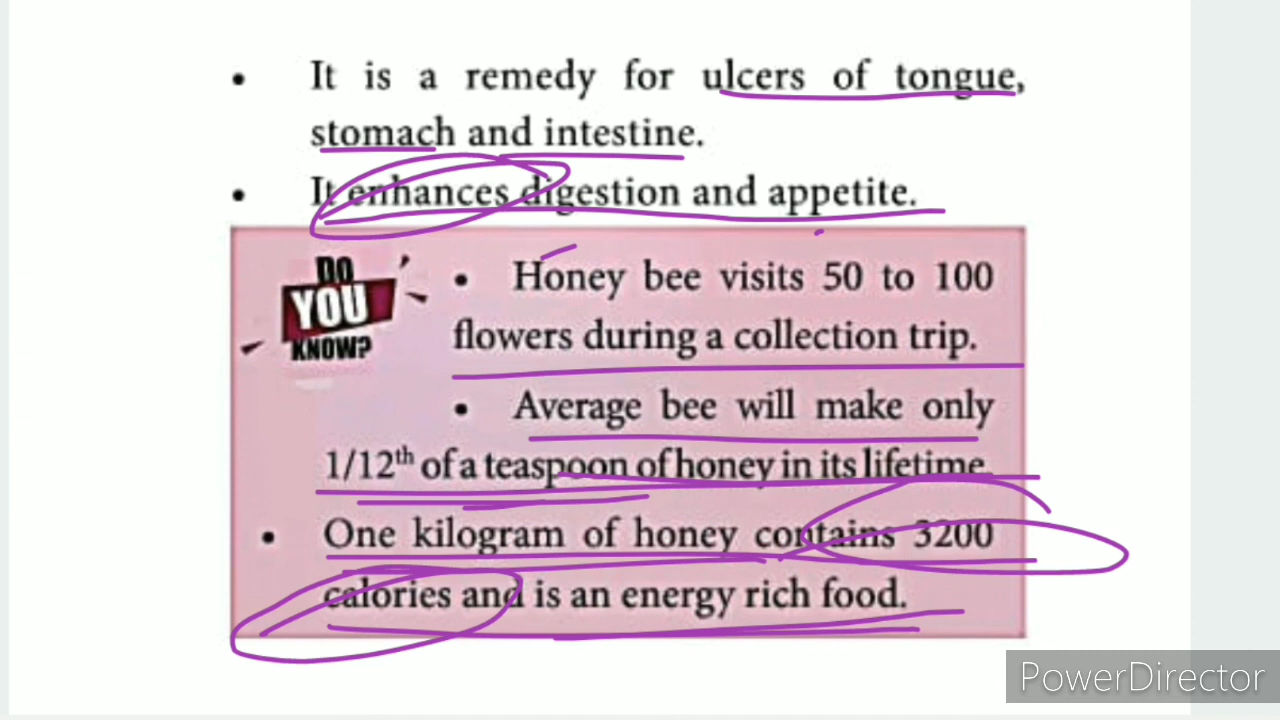 • It is a remedy for ulcers of tongue,
stomach and intestine.
• It enhances digestion and appetite.
DO
YOU
KNOW?
• Honey bee visits 50 to 100
flowers during a collection trip.
• Average bee will make only
1/12th of a teaspoon of honey in its lifetime.
• One kilogram of honey contains 3200
calories and is an energy rich food.
PowerDirector